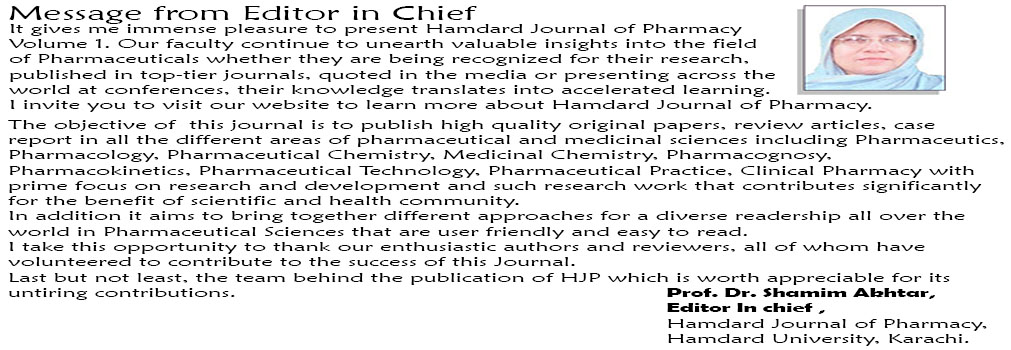 Message from Editor in Chief
It gives me immense pleasure to present Hamdard Journal of Pharmacy
Volume 1. Our faculty continue to unearth valuable insights into the field
of Pharmaceuticals whether they are being recognized for their research,
published in top-tier journals, quoted in the media or presenting across the
world at conferences, their knowledge translates into accelerated learning.
I invite you to visit our website to learn more about Hamdard Journal of Pharmacy.
The objective of this journal is to publish high quality original papers, review articles, case
report in all the different areas of pharmaceutical and medicinal sciences including Pharmaceutics,
Pharmacology, Pharmaceutical Chemistry, Medicinal Chemistry, Pharmacognosy,
Pharmacokinetics, Pharmaceutical Technology, Pharmaceutical Practice, Clinical Pharmacy with
prime focus on research and development and such research work that contributes significantly
for the benefit of scientific and health community.
In addition it aims to bring together different approaches for a diverse readership all over the
world in Pharmaceutical Sciences that are user friendly and easy to read.
I take this opportunity to thank our enthusiastic authors and reviewers, all of whom have
volunteered to contribute to the success of this Journal.
Last but not least, the team behind the publication of HJP which is worth appreciable for its
untiring contributions.
Prof. Dr. Shamim Akhtar,
Editor In chief ,
Hamdard Journal of Pharmacy,
Hamdard University, Karachi.